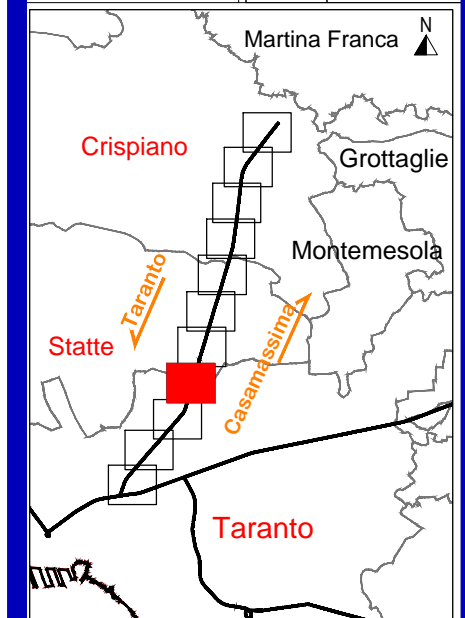 N
Martina Franca
Crispiano
Grottaglie
Montemesola
Taranto
Casamassima
Statte
Taranto